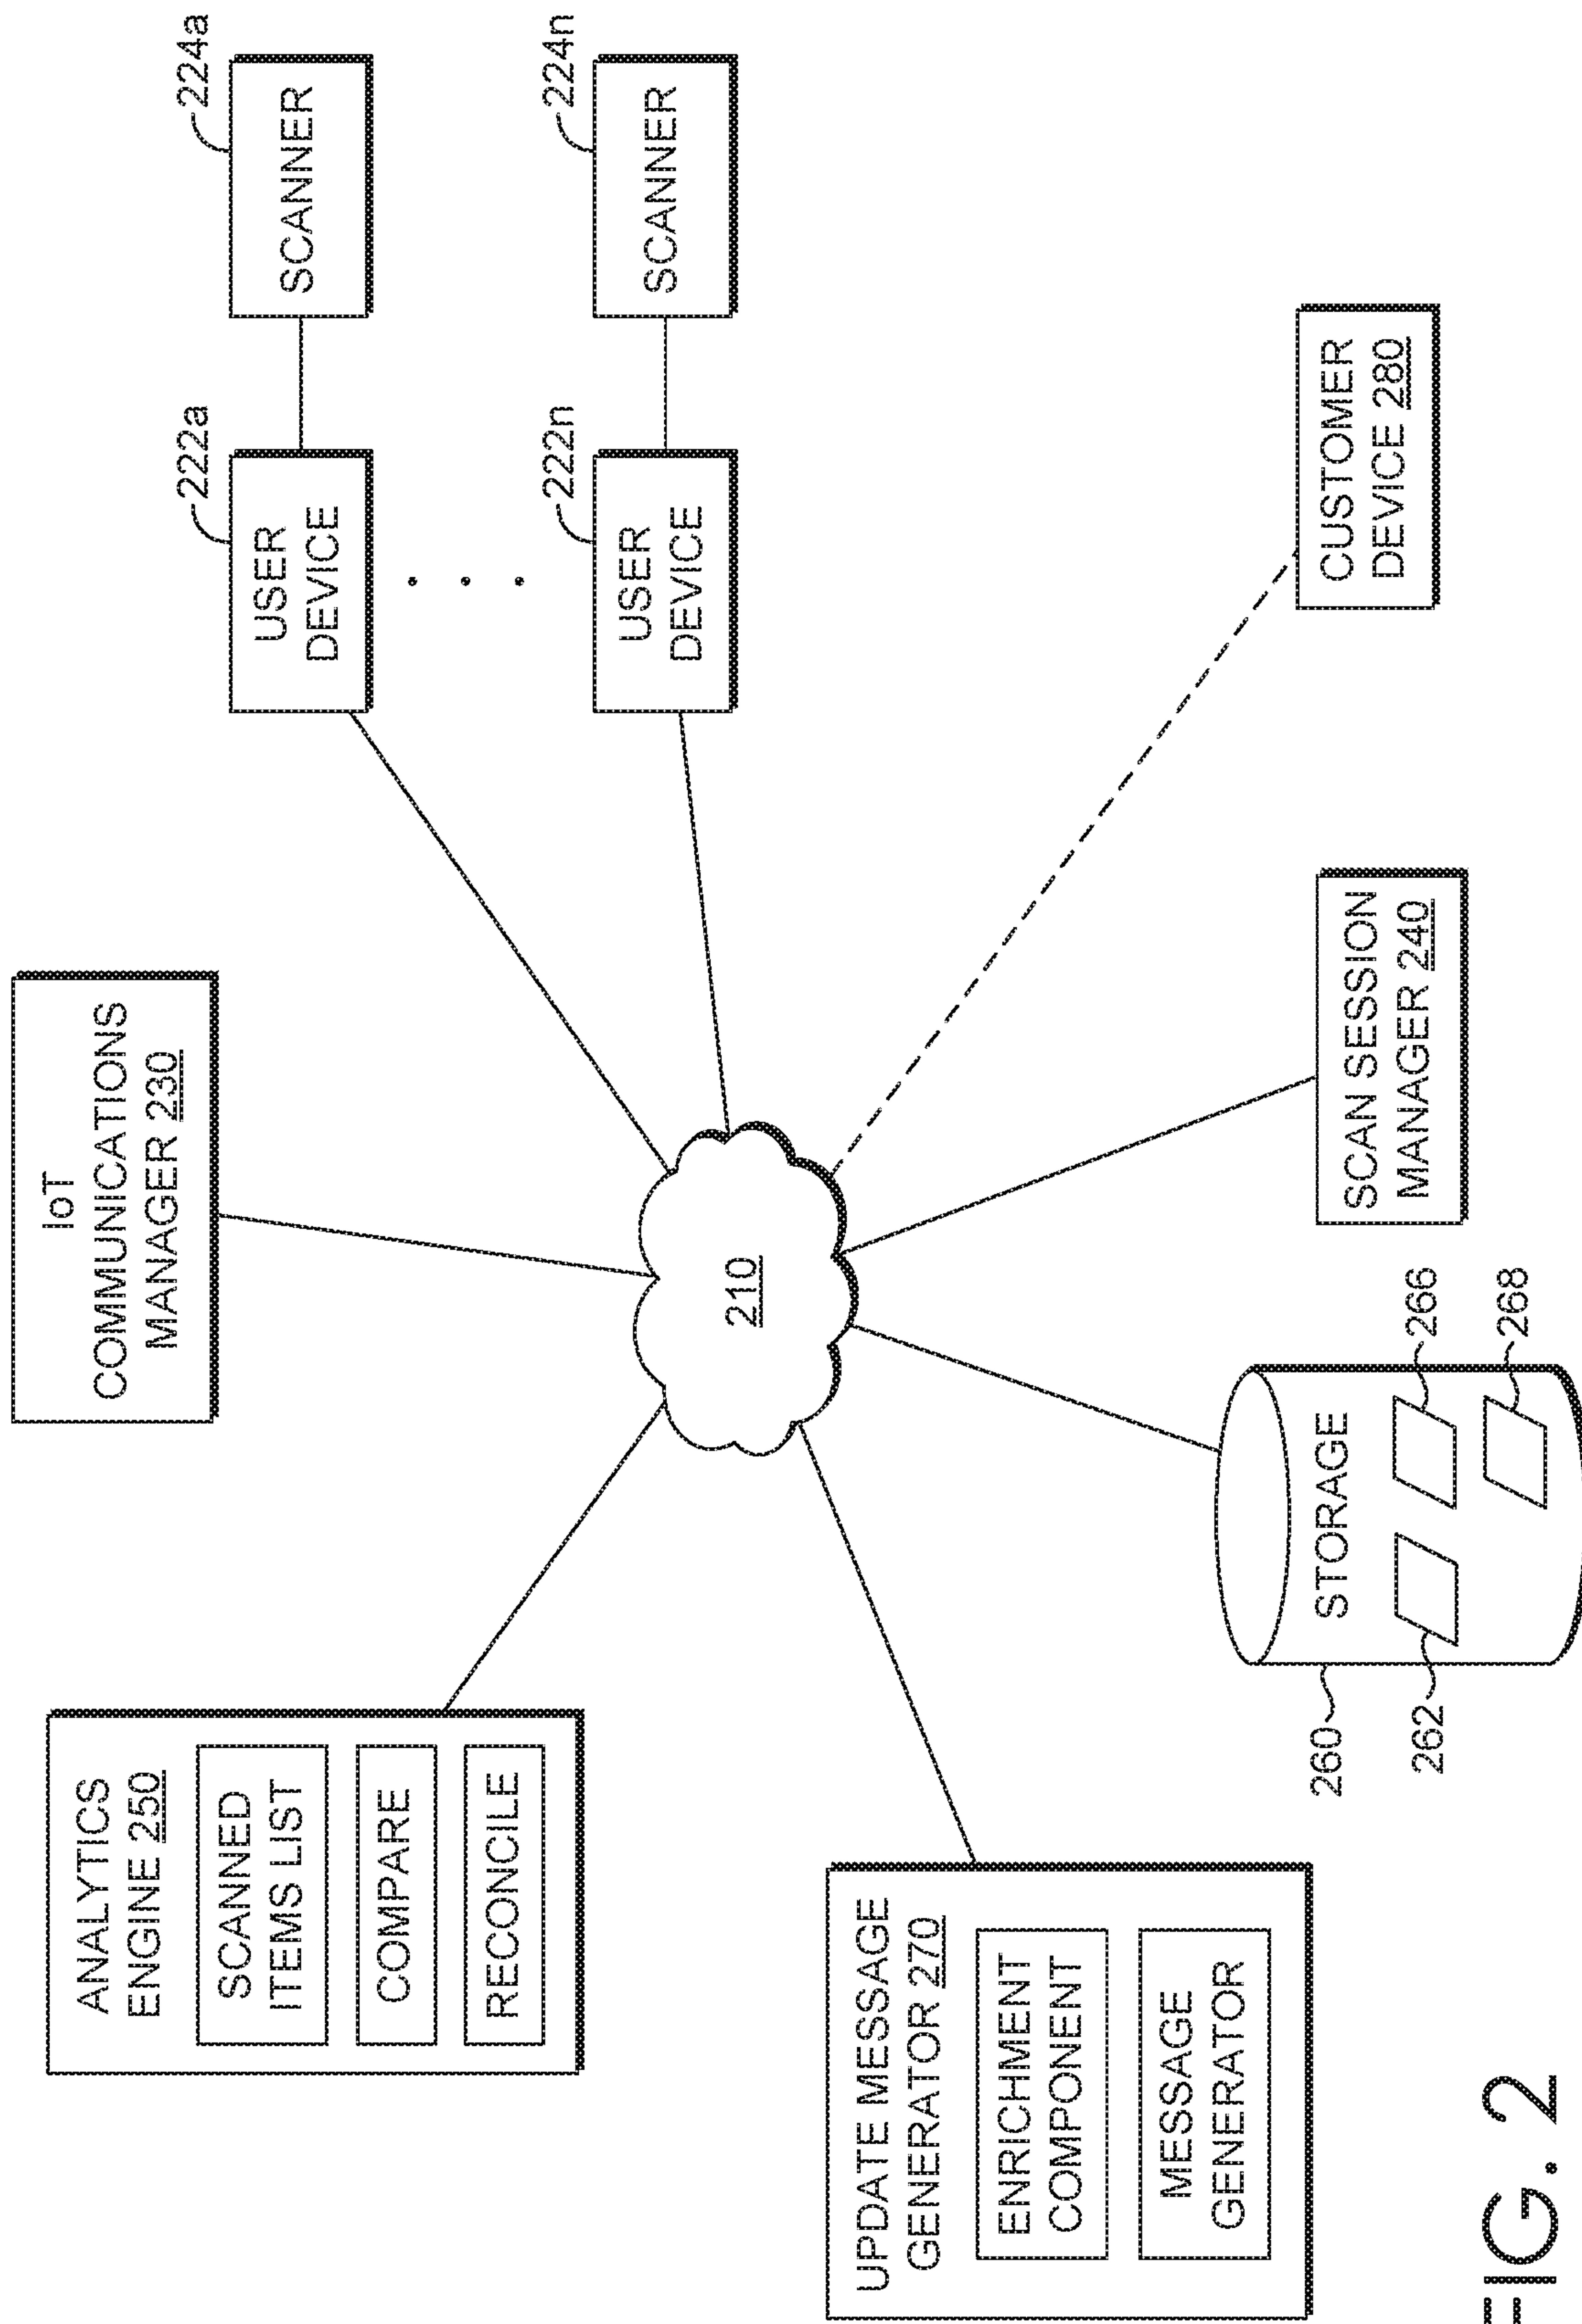 ANALYTICS
ENGINE 250
SCANNED
ITEMS LIST
COMPARE
RECONCILE
IoT
COMMUNICATIONS
MANAGER 230
222a
USER
DEVICE
224a
SCANNER
222n
USER
DEVICE
224n
SCANNER
210
UPDATE MESSAGE
GENERATOR 270
ENRICHMENT
COMPONENT
MESSAGE
GENERATOR
260
262
STORAGE
266
268
SCAN SESSION
MANAGER 240
CUSTOMER
DEVICE 280
FIG. 2